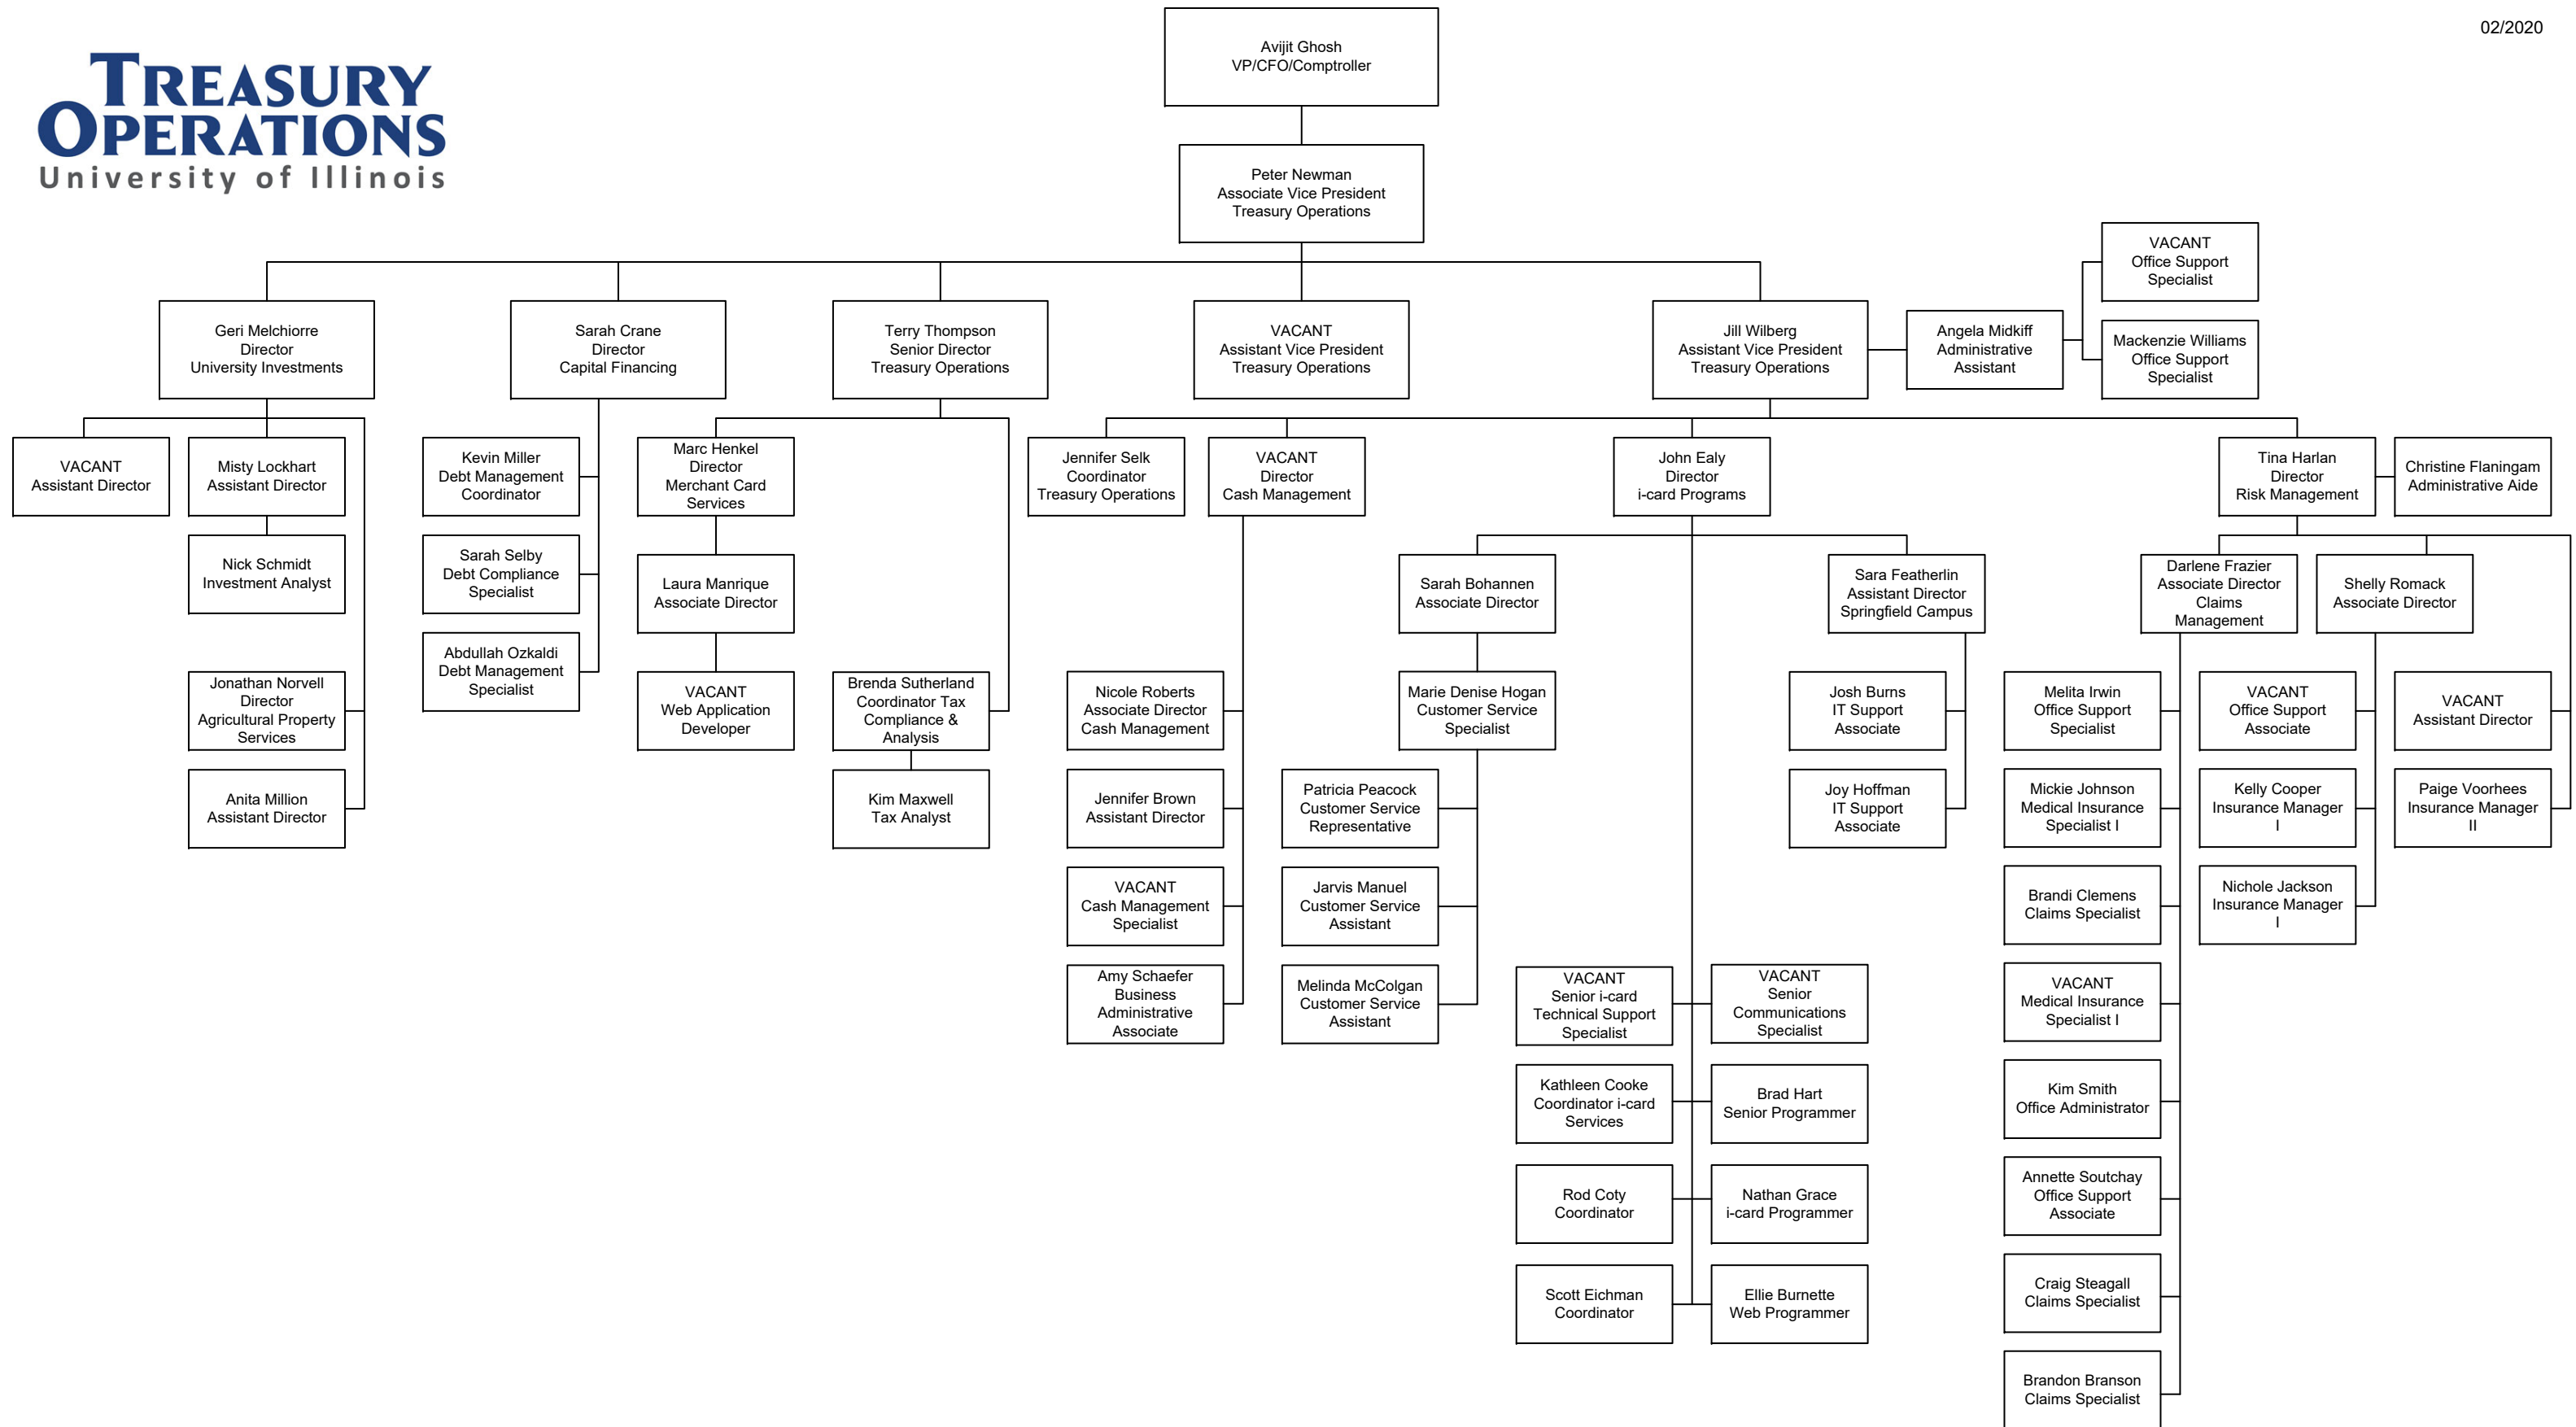 02/2020
TREASURY
OPERATIONS
University of Illinois
Avijit Ghosh
VP/CFO/Comptroller
Peter Newman
Associate Vice President
Treasury Operations
VACANT
Office Support
Specialist
Mackenzie Williams
Office Support
Specialist
Geri Melchiorre
Director
University Investments
Sarah Crane
Director
Capital Financing
Terry Thompson
Senior Director
Treasury Operations
VACANT
Assistant Vice President
Treasury Operations
Jill Wilberg
Assistant Vice President
Treasury Operations
Angela Midkiff
Administrative
Assistant
VACANT
Assistant Director
Misty Lockhart
Assistant Director
Kevin Miller
Debt Management
Coordinator
Marc Henkel
Director
Merchant Card
Services
Jennifer Selk
Coordinator
Treasury Operations
VACANT
Director
Cash Management
John Ealy
Director
i-card Programs
Tina Harlan
Director
Risk Management
Christine Flaningam
Administrative Aide
Nick Schmidt
Investment Analyst
Sarah Selby
Debt Compliance
Specialist
Laura Manrique
Associate Director
Sarah Bohannen
Associate Director
Sara Featherlin
Assistant Director
Springfield Campus
Darlene Frazier
Associate Director
Claims
Management
Shelly Romack
Associate Director
Abdullah Ozkaldi
Debt Management
Specialist
Jonathan Norvell
Director
Agricultural Property
Services
VACANT
Web Application
Developer
Brenda Sutherland
Coordinator Tax
Compliance &
Analysis
Nicole Roberts
Associate Director
Cash Management
Marie Denise Hogan
Customer Service
Specialist
Josh Burns
IT Support
Associate
Melita Irwin
Office Support
Specialist
VACANT
Office Support
Associate
VACANT
Assistant Director
Anita Million
Assistant Director
Kim Maxwell
Tax Analyst
Jennifer Brown
Assistant Director
Patricia Peacock
Customer Service
Representative
Joy Hoffman
IT Support
Associate
Mickie Johnson
Medical Insurance
Specialist I
Kelly Cooper
Insurance Manager
I
Paige Voorhees
Insurance Manager
II
VACANT
Cash Management
Specialist
Jarvis Manuel
Customer Service
Assistant
Brandi Clemens
Claims Specialist
Nichole Jackson
Insurance Manager
I
Amy Schaefer
Business
Administrative
Associate
Melinda McColgan
Customer Service
Assistant
VACANT
Senior i-card
Technical Support
Specialist
VACANT
Senior
Communications
Specialist
VACANT
Medical Insurance
Specialist I
Kathleen Cooke
Coordinator i-card
Services
Brad Hart
Senior Programmer
Kim Smith
Office Administrator
Rod Coty
Coordinator
Nathan Grace
i-card Programmer
Annette Soutchay
Office Support
Associate
Scott Eichman
Coordinator
Ellie Burnette
Web Programmer
Craig Steagall
Claims Specialist
Brandon Branson
Claims Specialist